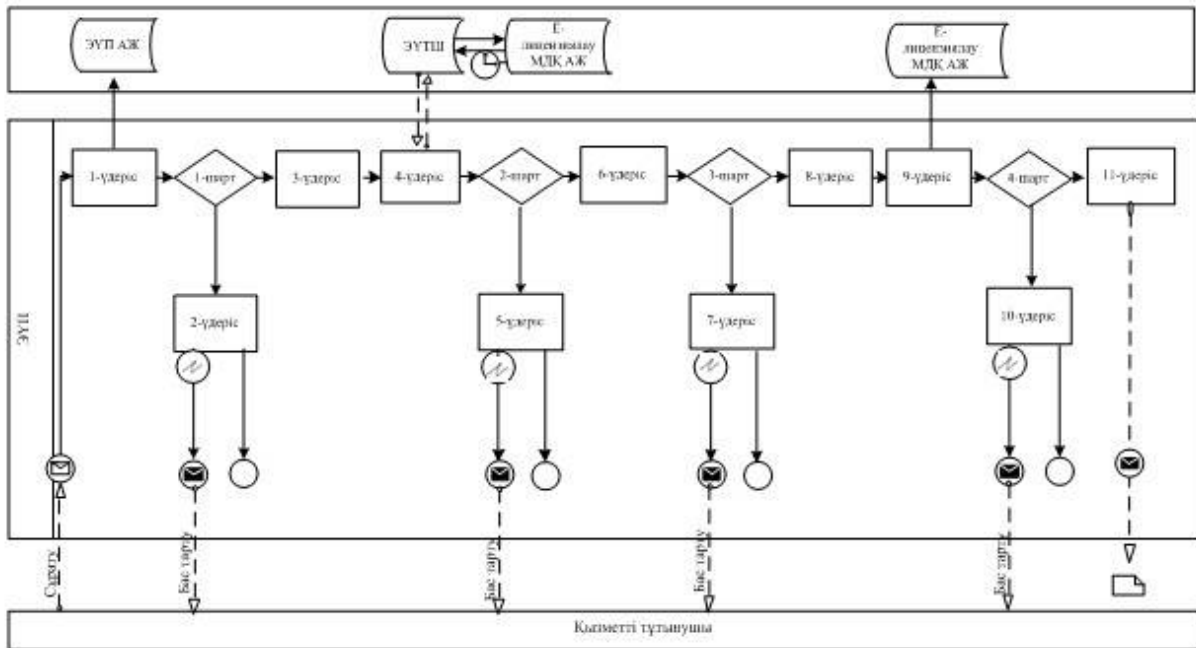 ЭҮП АЖ
ЭҮТШ
Е-
лицензиялау
МДҚ АЖ
Е-
лицензиялау
МДҚ АЖ
1-үдеріс
1-шарт
3-үдеріс
4-үдеріс
2-шарт
6-үдеріс
3-шарт
8-үдеріс
9-үдеріс
4-шарт
11-үдеріс
2-үдеріс
5-үдеріс
7-үдеріс
10-үдеріс
ЭҮП
Сұрату
Бас тарту
Бас тарту
Бас тарту
Бас тарту
Қызметті тұтынушы